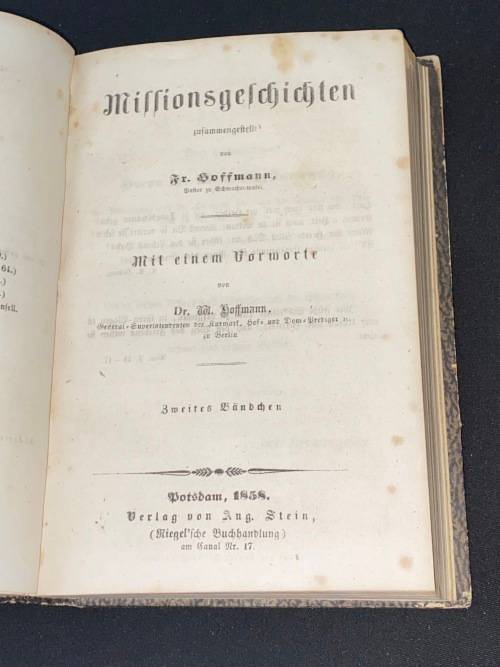 .)
64.)
.)
.)
nsell.
Missionsgeschichten
zusammengestellt
von
Fr. Hoffmann,
Pastor zu
Mit einem Vorworte
von
Dr. W. Hoffmann,
General-Superintendenten der Kurmark, Hof- und Dom-Prediger
zu Berlin
Zweites Bändchen
Potsdam, 1858.
Verlag von Aug. Stein,
(Riegel'sche Buchhandlung)
am Canal Nr. 17.